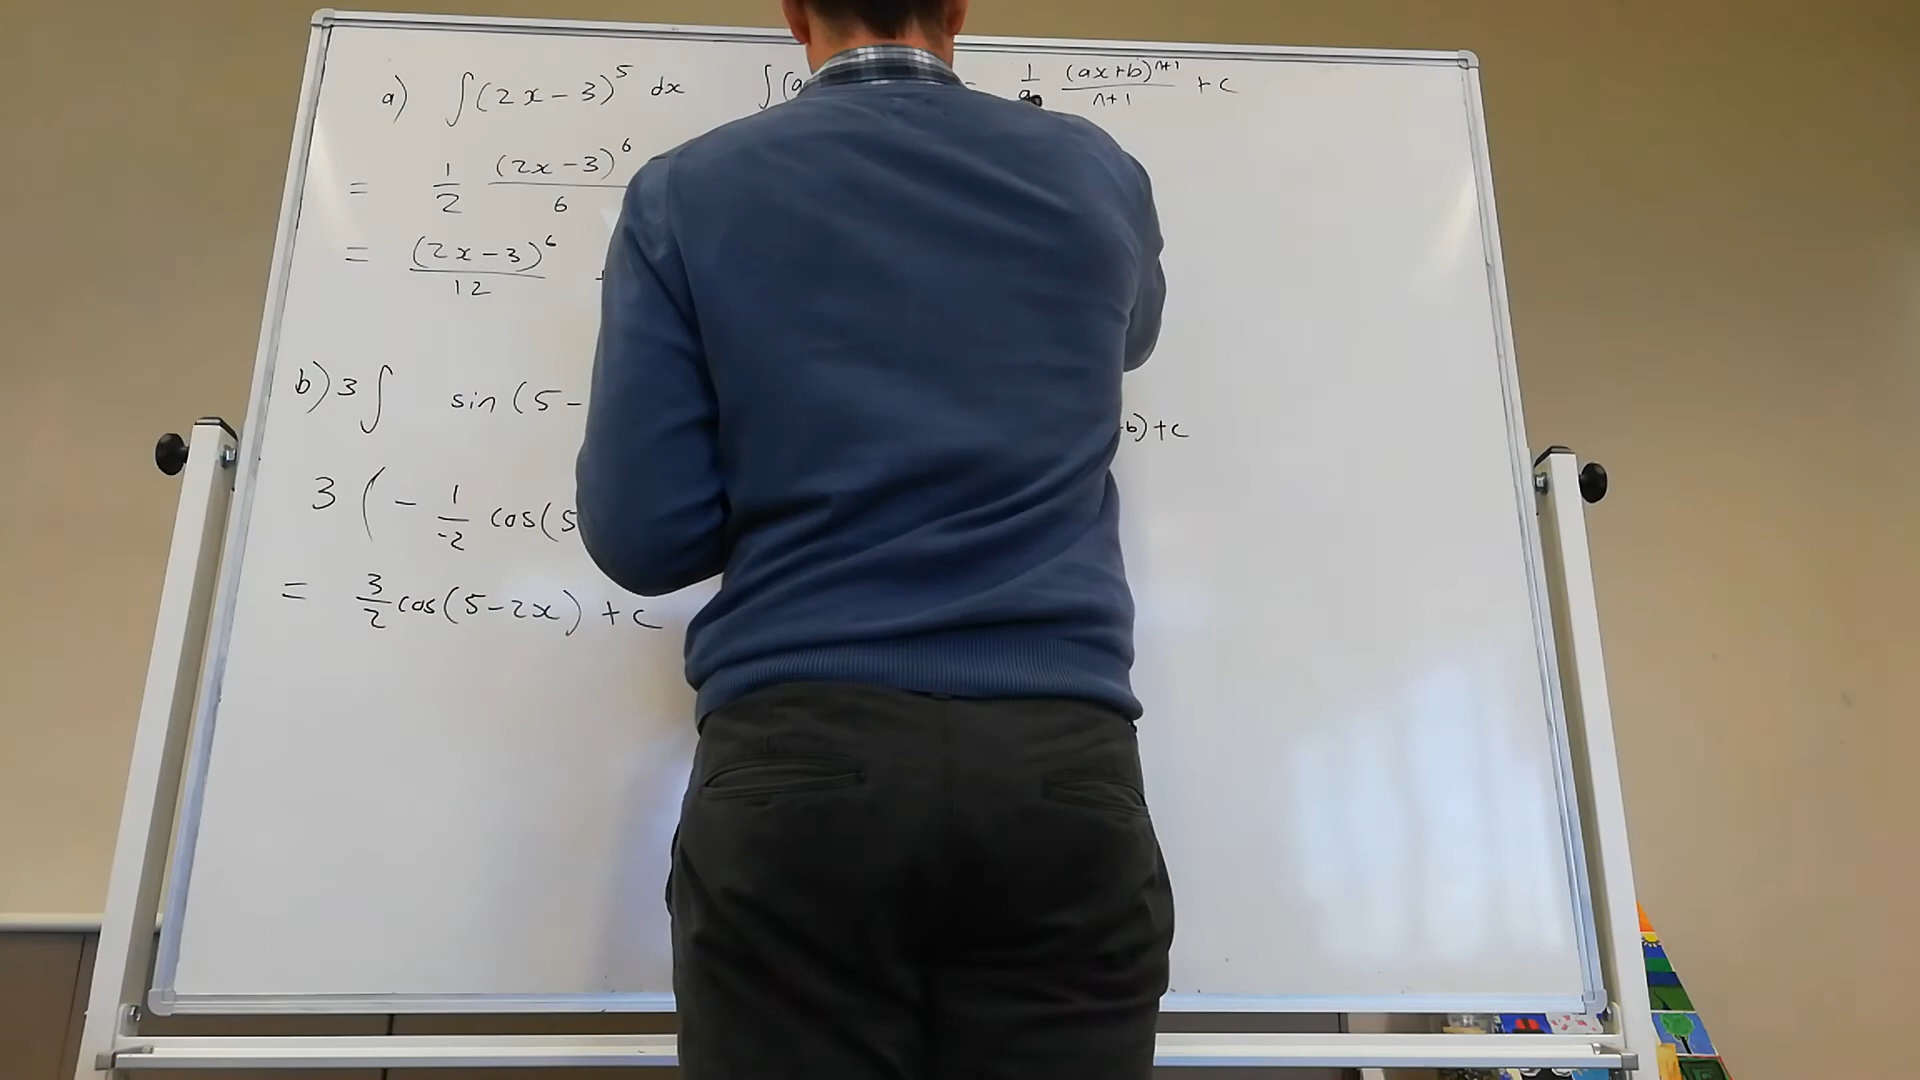 a) ∫(2x-3)^5 dx ∫(a = 1/a (ax+b)^(n+1)/(n+1) + c
= 1/2 (2x-3)^6/6
= (2x-3)^6/12 +
b) 3∫ sin(5- b)+c
3(- 1/-2 cos(5
= 3/2 cos(5-2x) + c